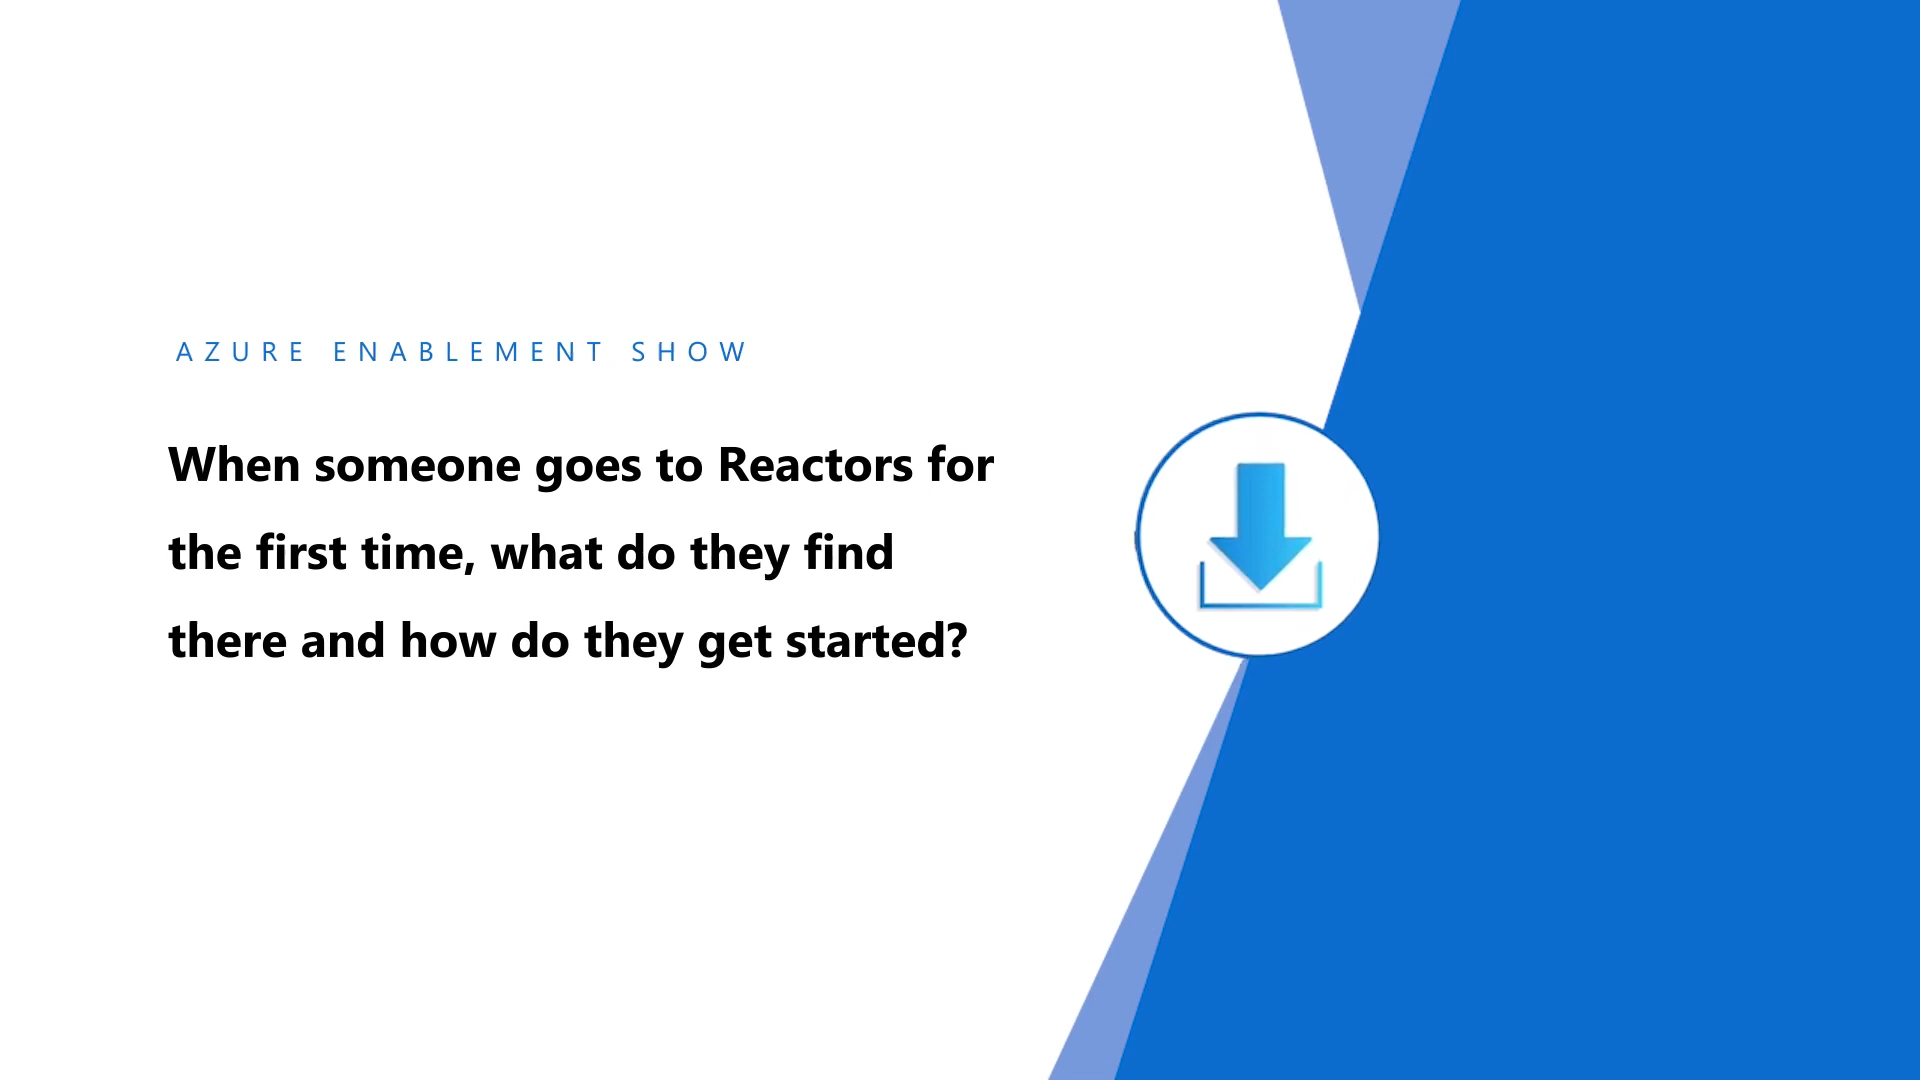 AZURE ENABLEMENT SHOW
When someone goes to Reactors for
the first time, what do they find
there and how do they get started?